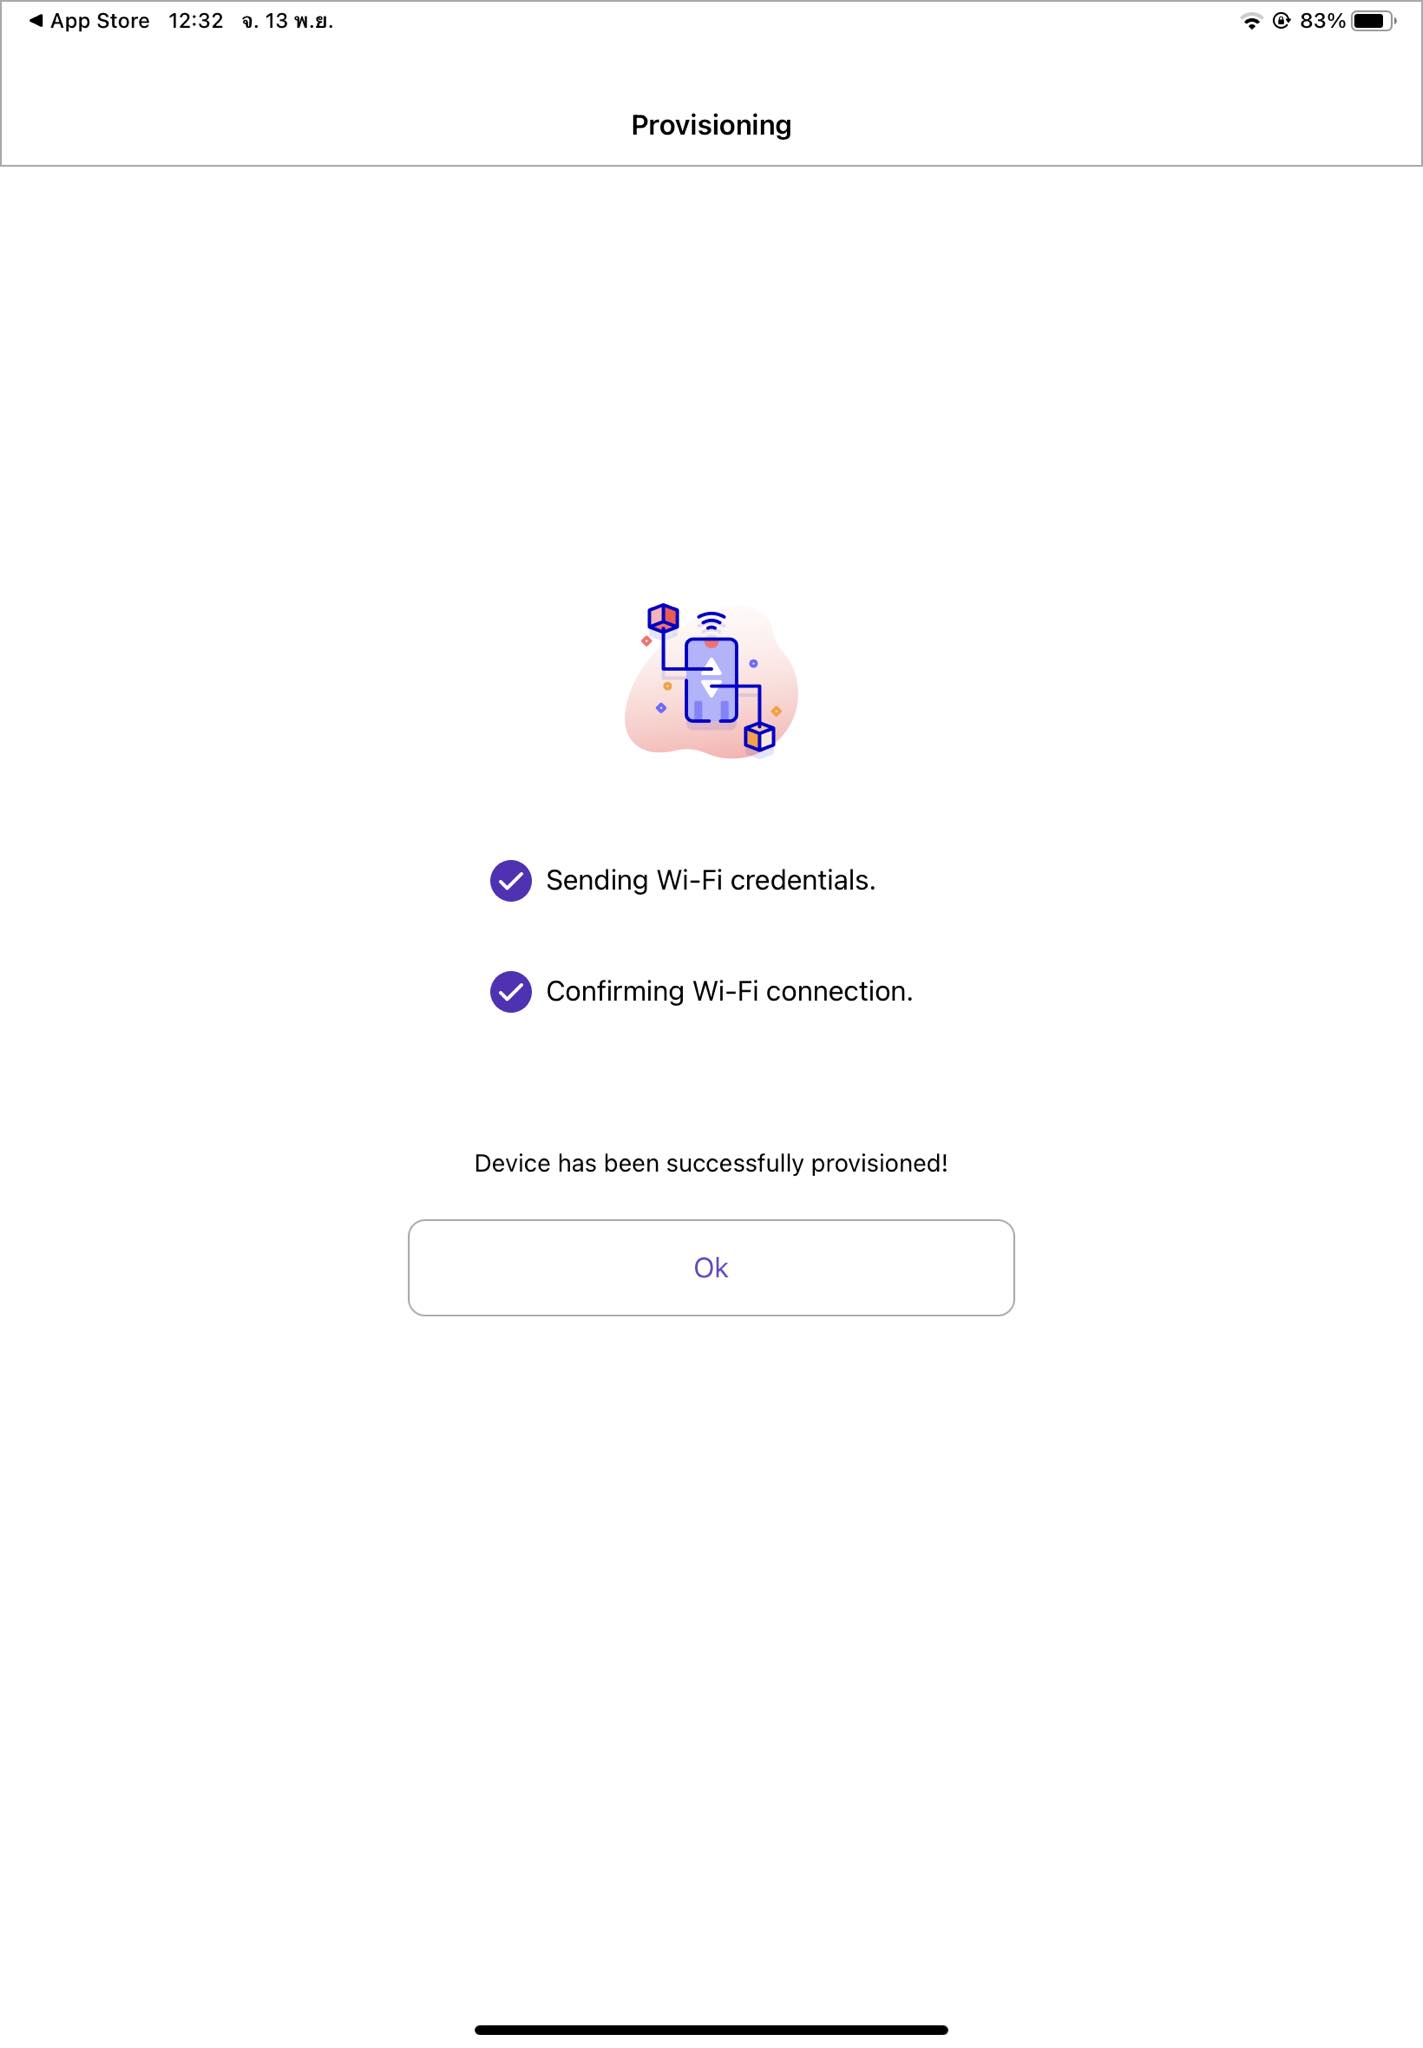 App Store 12:32 จ. 13 พ.ย. 83%
Provisioning
Sending Wi-Fi credentials.
Confirming Wi-Fi connection.
Device has been successfully provisioned!
Ok